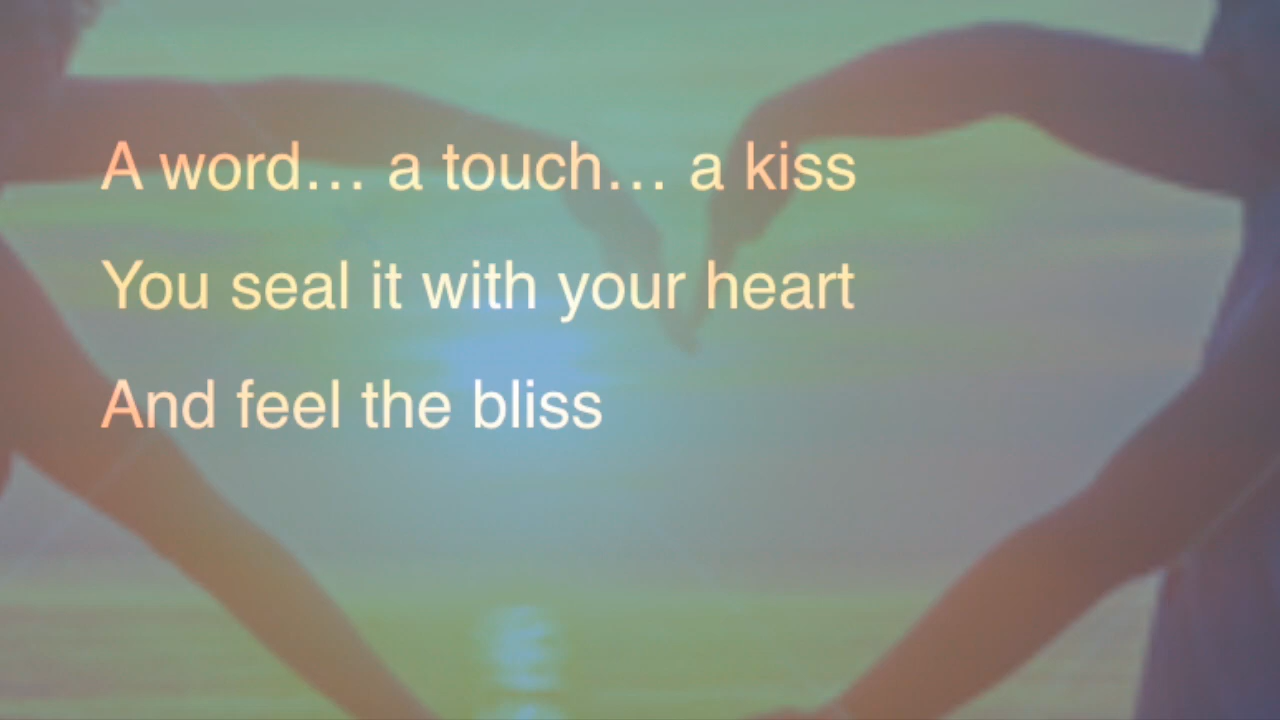 A word… a touch… a kiss
You seal it with your heart
And feel the bliss